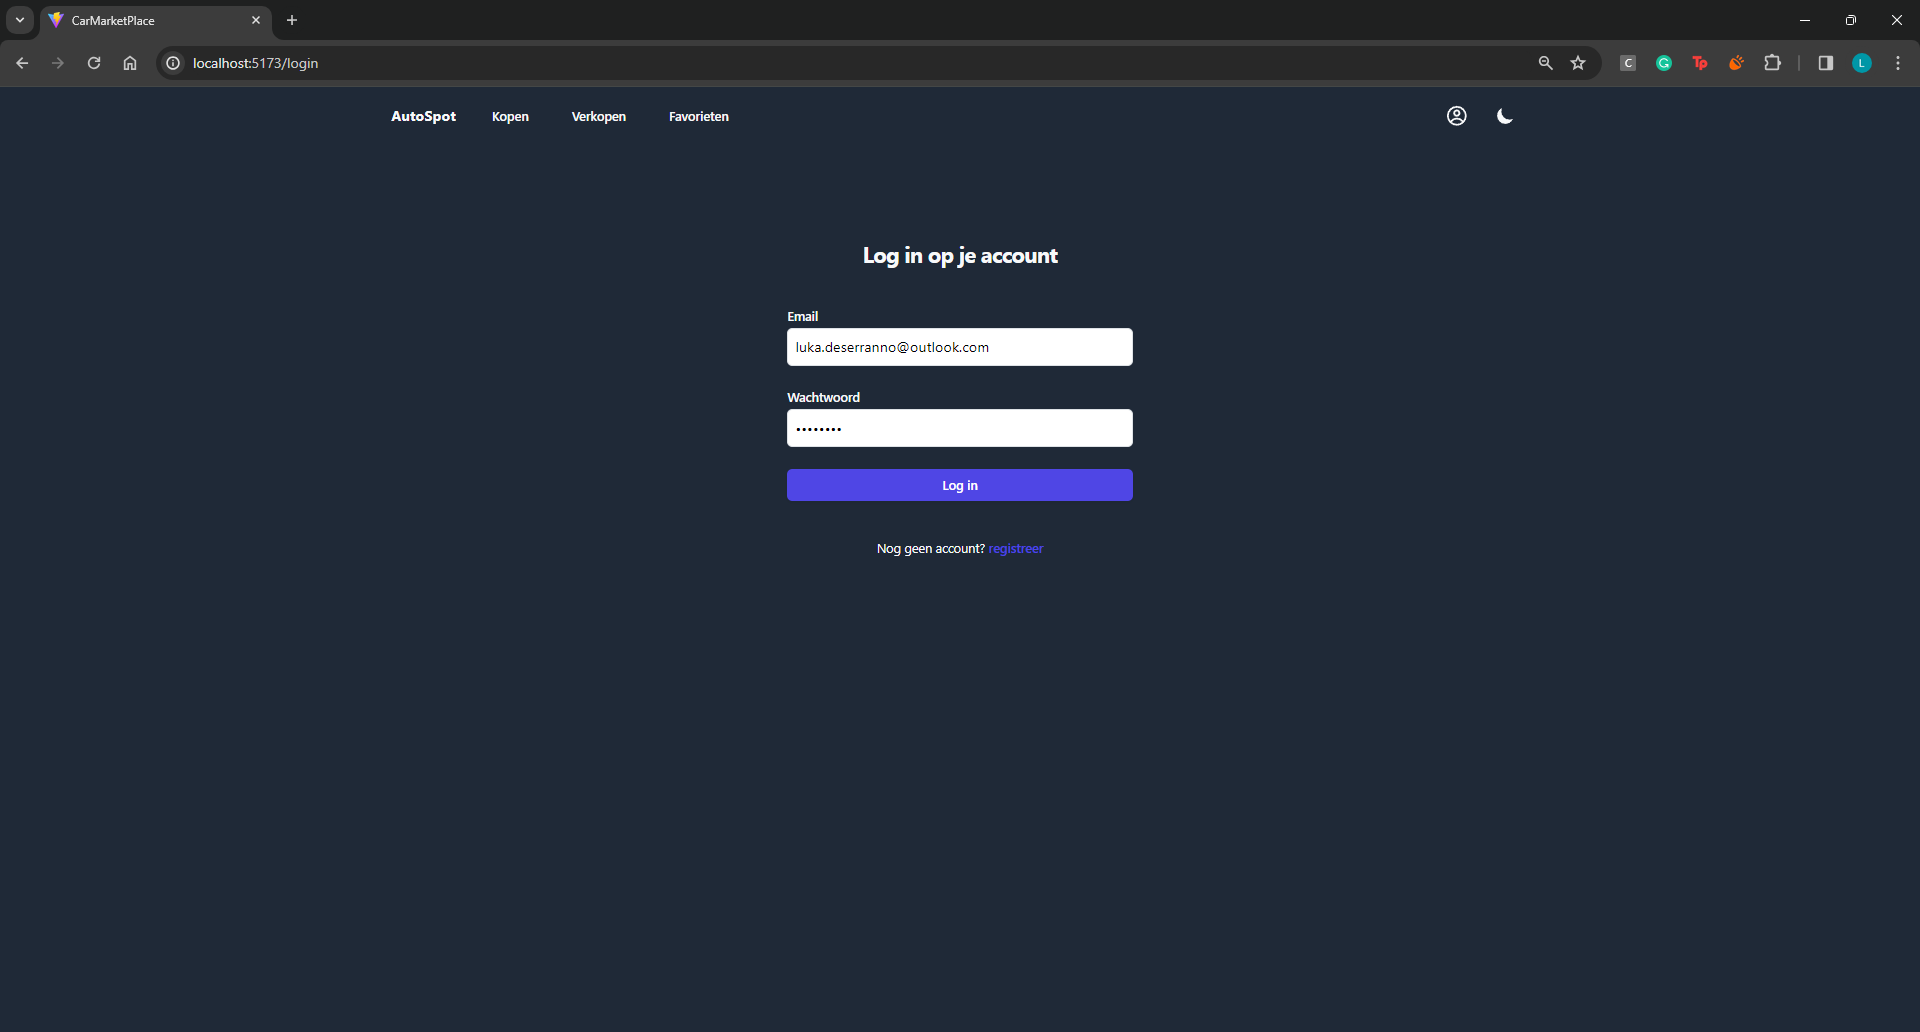 CarMarketPlace
localhost:5173/login
C
G
Tp
L
AutoSpot Kopen Verkopen Favorieten
Log in op je account
Email
luka.deserranno@outlook.com
Wachtwoord
••••••••
Log in
Nog geen account? registreer